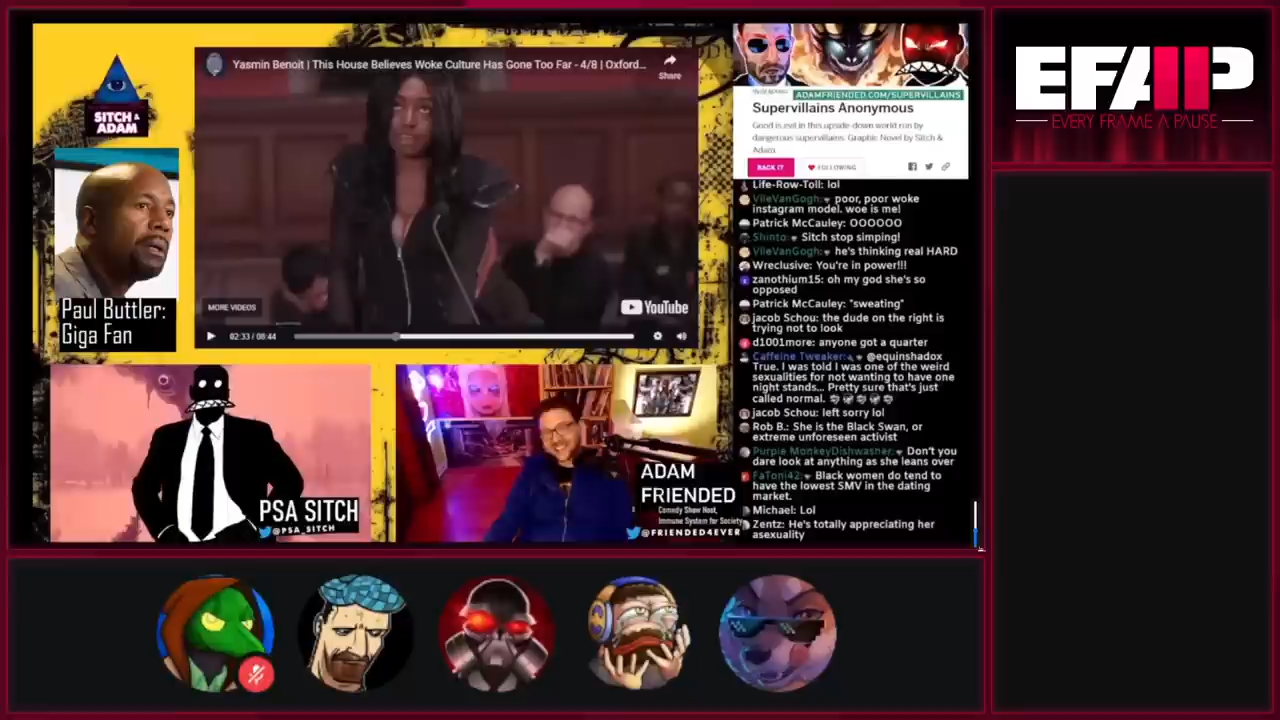 SITCH &
ADAM
Paul Buttler:
Giga Fan
Yasmin Benoit | This House Believes Woke Culture Has Gone Too Far - 4/8 | Oxford...
Share
MORE VIDEOS
YouTube
02:33 / 08:44
PSA SITCH
@PSA_SITCH
ADAM
FRIENDED
Comedy Show Host,
Immune System for Society
@FRIENDED4EVER
ADAMFRIENDED.COM/SUPERVILLAINS
Supervillains Anonymous
Good is evil in this upside-down world run by
dangerous supervillains. Graphic Novel by Sitch &
Adam
BACK IT
FOLLOWING
Life-Row-Toll: lol
VileVanGogh: poor, poor woke
instagram model. woe is me!
Patrick McCauley: OOOOOO
Shinto: Sitch stop simping!
VileVanGogh: he's thinking real HARD
Wreclusive: You're in power!!!
zanothium15: oh my god she's so
opposed
Patrick McCauley: "sweating"
jacob Schou: the dude on the right is
trying not to look
d1001more: anyone got a quarter
Caffeine Tweaker: @equinshadox
True. I was told I was one of the weird
sexualities for not wanting to have one
night stands... Pretty sure that's just
called normal.
jacob Schou: left sorry lol
Rob B.: She is the Black Swan, or
extreme unforeseen activist
Purple MonkeyDishwasher: Don't you
dare look at anything as she leans over
FaToni42: Black women do tend to
have the lowest SMV in the dating
market.
Michael: Lol
Zentz: He's totally appreciating her
asexuality
EFAP
EVERY FRAME A PAUSE